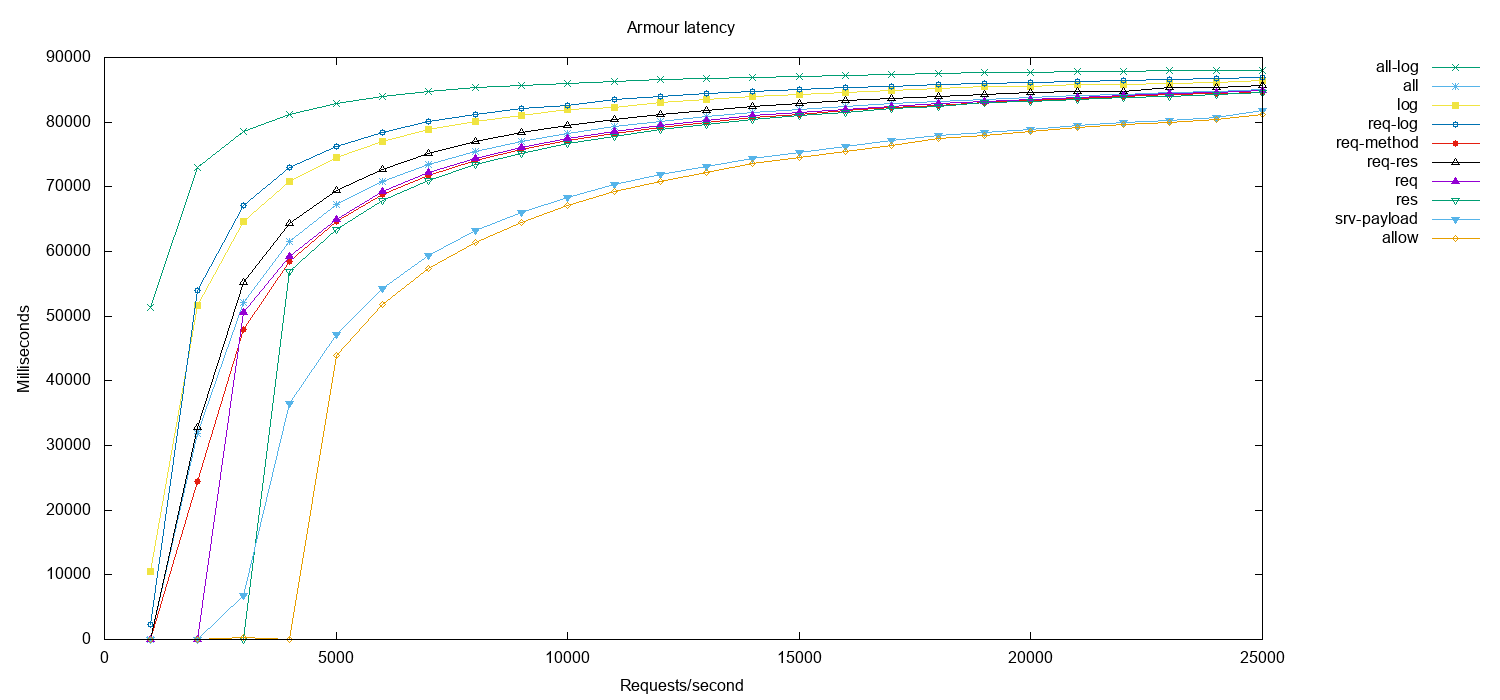 Armour latency
90000
80000
70000
60000
50000
40000
30000
20000
10000
0
Milliseconds
0 5000 10000 15000 20000 25000
Requests/second
all-log
all
log
req-log
req-method
req-res
req
res
srv-payload
allow